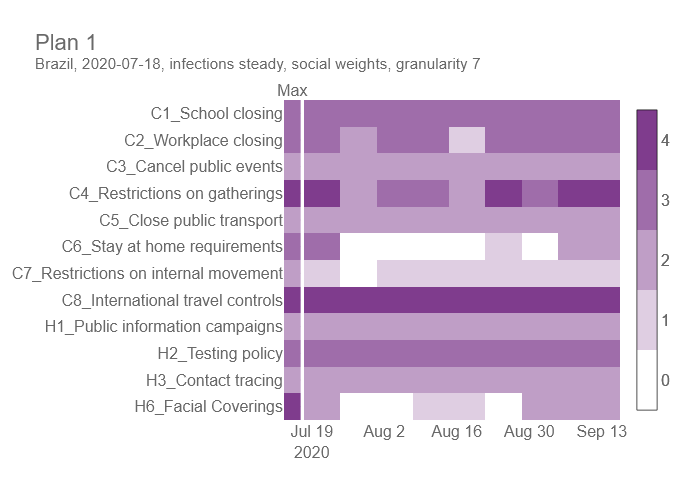 Plan 1
Brazil, 2020-07-18, infections steady, social weights, granularity 7
Max
C1_School closing
C2_Workplace closing
C3_Cancel public events
C4_Restrictions on gatherings
C5_Close public transport
C6_Stay at home requirements
C7_Restrictions on internal movement
C8_International travel controls
H1_Public information campaigns
H2_Testing policy
H3_Contact tracing
H6_Facial Coverings
Jul 19 Aug 2 Aug 16 Aug 30 Sep 13
2020
4
3
2
1
0